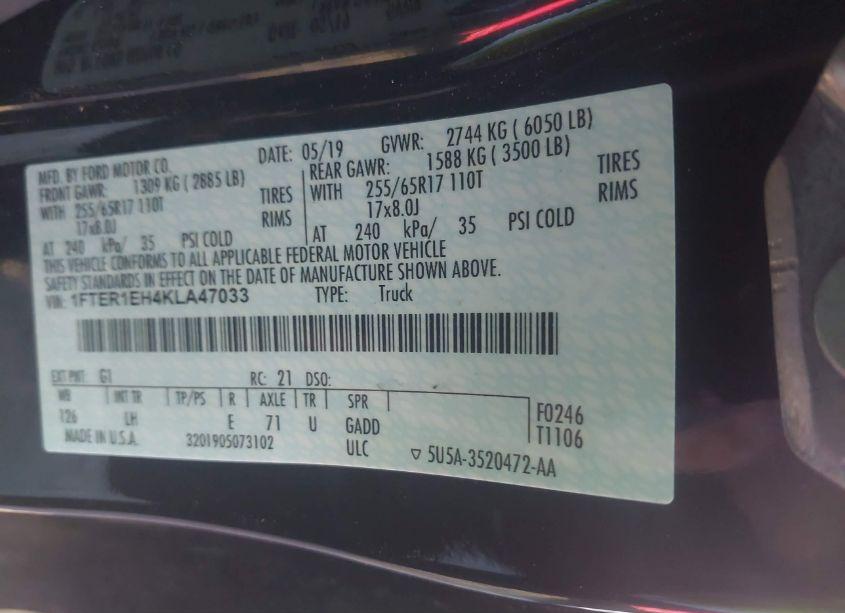 MFD. BY FORD MOTOR CO. DATE: 05/19 GVWR: 2744 KG ( 6050 LB)
FRONT GAWR: 1309 KG ( 2885 LB) REAR GAWR: 1588 KG ( 3500 LB)
WITH 255/65R17 110T TIRES WITH 255/65R17 110T TIRES
17x8.0J RIMS 17x8.0J RIMS
AT 240 kPa/ 35 PSI COLD AT 240 kPa/ 35 PSI COLD
THIS VEHICLE CONFORMS TO ALL APPLICABLE FEDERAL MOTOR VEHICLE
SAFETY STANDARDS IN EFFECT ON THE DATE OF MANUFACTURE SHOWN ABOVE.
VIN: 1FTER1EH4KLA47033 TYPE: Truck
EXT PNT: G1 RC: 21 DSO:
WB INT TR TP/PS R AXLE TR SPR
126 LH E 71 U GADD F0246
MADE IN U.S.A. 3201905073102 ULC T1106
▽ 5U5A-3520472-AA